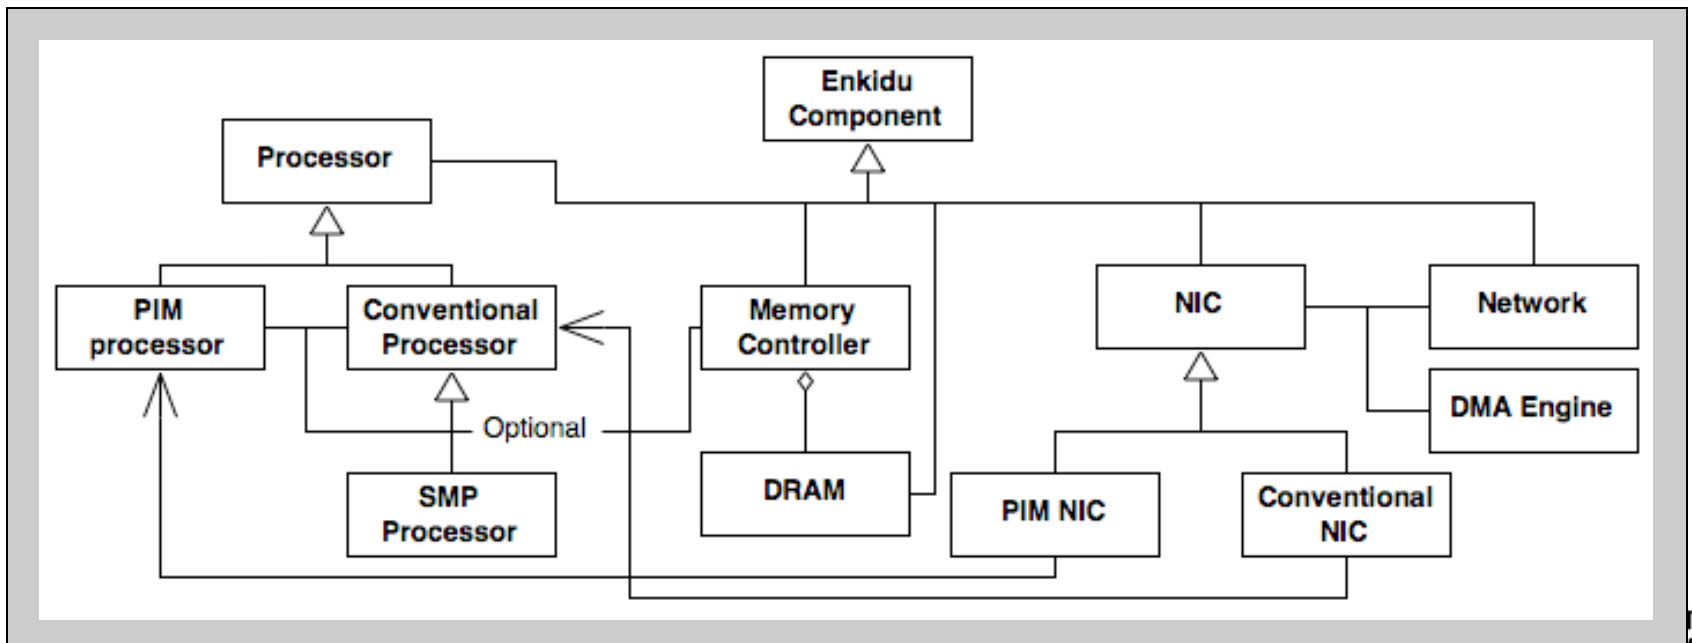 Enkidu
Component
Processor
PIM
processor
Conventional
Processor
Memory
Controller
NIC
Network
DMA Engine
Optional
SMP
Processor
DRAM
PIM NIC
Conventional
NIC